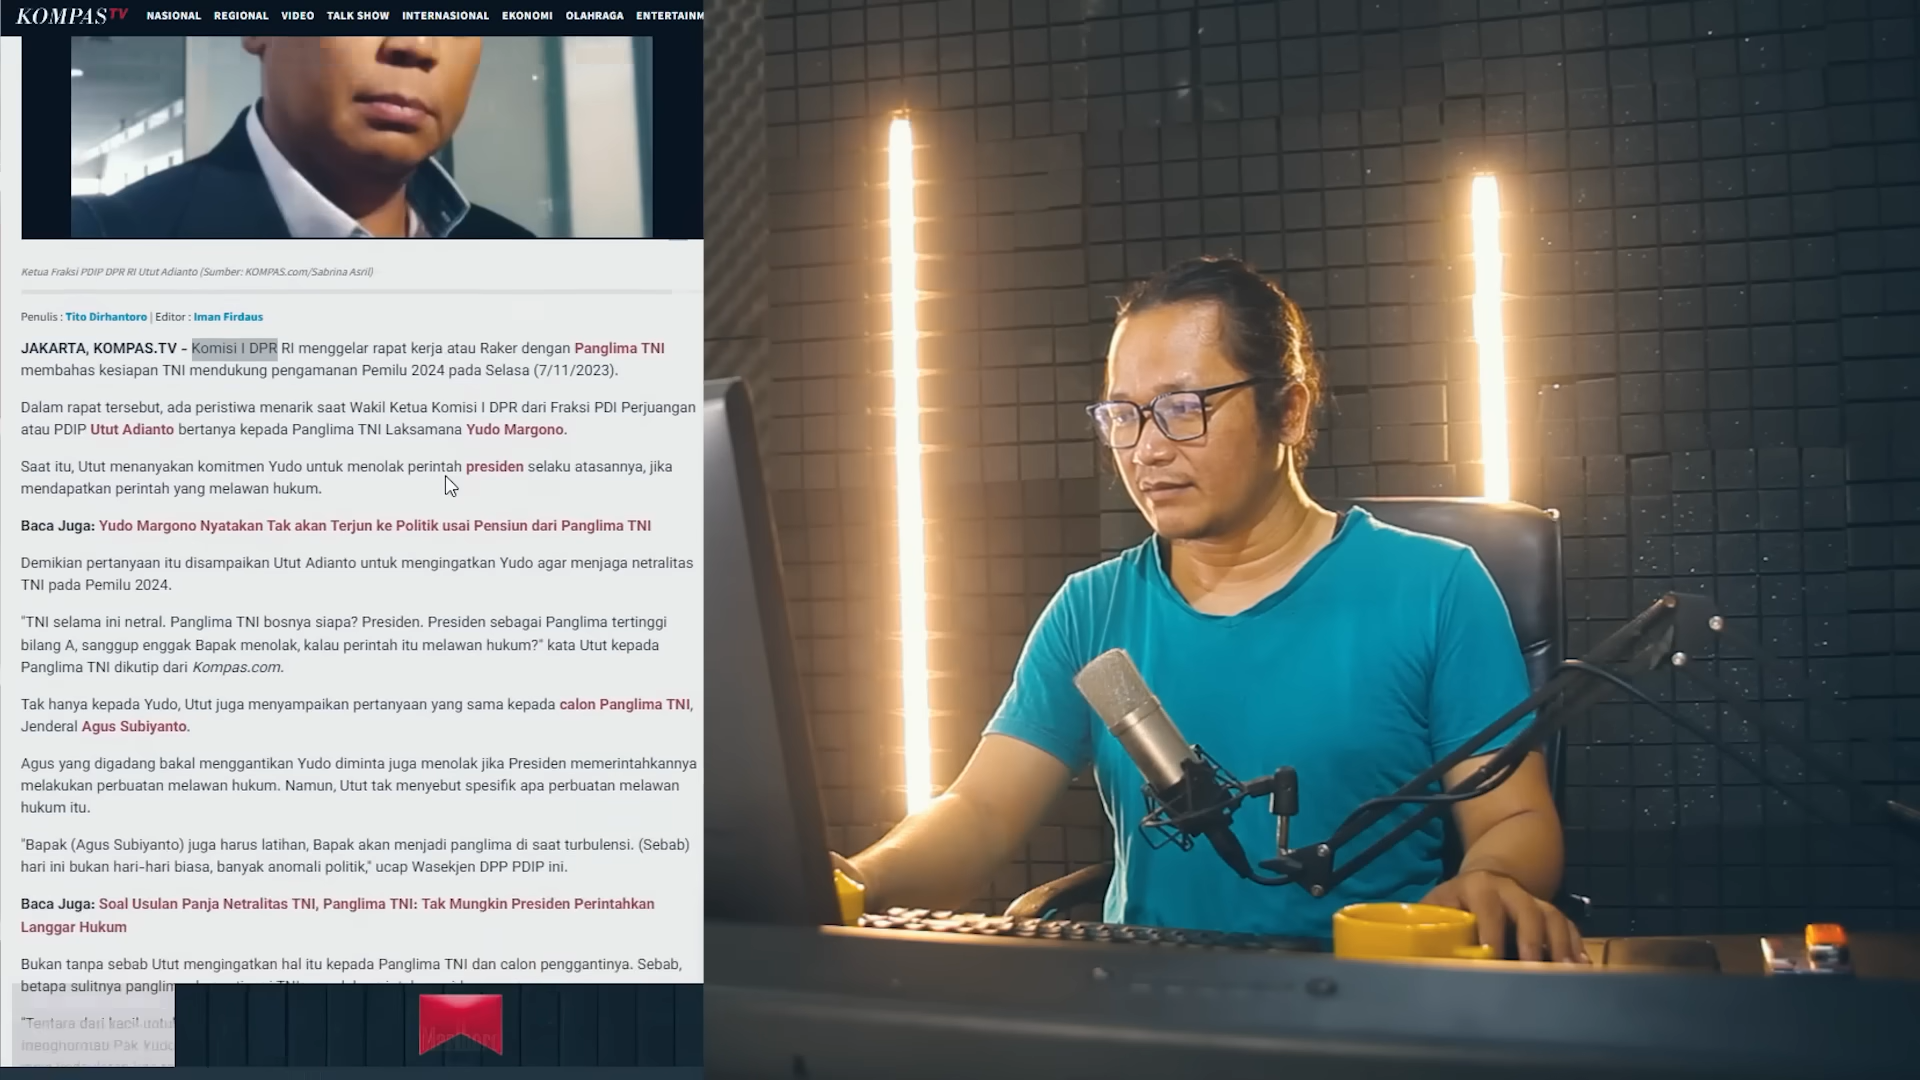 KOMPASTV NASIONAL REGIONAL VIDEO TALK SHOW INTERNASIONAL EKONOMI OLAHRAGA ENTERTAINM
Ketua Fraksi PDIP DPR RI Utut Adianto (Sumber: KOMPAS.com/Sabrina Asril)
Penulis : Tito Dirhantoro | Editor : Iman Firdaus
JAKARTA, KOMPAS.TV - Komisi I DPR RI menggelar rapat kerja atau Raker dengan Panglima TNI
membahas kesiapan TNI mendukung pengamanan Pemilu 2024 pada Selasa (7/11/2023).
Dalam rapat tersebut, ada peristiwa menarik saat Wakil Ketua Komisi I DPR dari Fraksi PDI Perjuangan
atau PDIP Utut Adianto bertanya kepada Panglima TNI Laksamana Yudo Margono.
Saat itu, Utut menanyakan komitmen Yudo untuk menolak perintah presiden selaku atasannya, jika
mendapatkan perintah yang melawan hukum.
Baca Juga: Yudo Margono Nyatakan Tak akan Terjun ke Politik usai Pensiun dari Panglima TNI
Demikian pertanyaan itu disampaikan Utut Adianto untuk mengingatkan Yudo agar menjaga netralitas
TNI pada Pemilu 2024.
"TNI selama ini netral. Panglima TNI bosnya siapa? Presiden. Presiden sebagai Panglima tertinggi
bilang A, sanggup enggak Bapak menolak, kalau perintah itu melawan hukum?" kata Utut kepada
Panglima TNI dikutip dari Kompas.com.
Tak hanya kepada Yudo, Utut juga menyampaikan pertanyaan yang sama kepada calon Panglima TNI,
Jenderal Agus Subiyanto.
Agus yang digadang bakal menggantikan Yudo diminta juga menolak jika Presiden memerintahkannya
melakukan perbuatan melawan hukum. Namun, Utut tak menyebut spesifik apa perbuatan melawan
hukum itu.
"Bapak (Agus Subiyanto) juga harus latihan, Bapak akan menjadi panglima di saat turbulensi. (Sebab)
hari ini bukan hari-hari biasa, banyak anomali politik," ucap Wasekjen DPP PDIP ini.
Baca Juga: Soal Usulan Panja Netralitas TNI, Panglima TNI: Tak Mungkin Presiden Perintahkan
Langgar Hukum
Bukan tanpa sebab Utut mengingatkan hal itu kepada Panglima TNI dan calon penggantinya. Sebab,
betapa sulitnya
"Tentara dari kecil
menghormati Pak Yudo